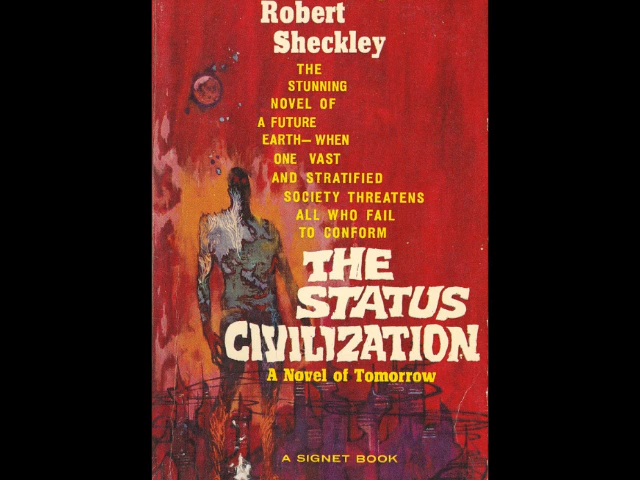 Robert
Sheckley
THE
STUNNING
NOVEL OF
A FUTURE
EARTH—WHEN
ONE VAST
AND STRATIFIED
SOCIETY THREATENS
ALL WHO FAIL
TO CONFORM
THE
STATUS
CIVILIZATION
A Novel of Tomorrow
A SIGNET BOOK